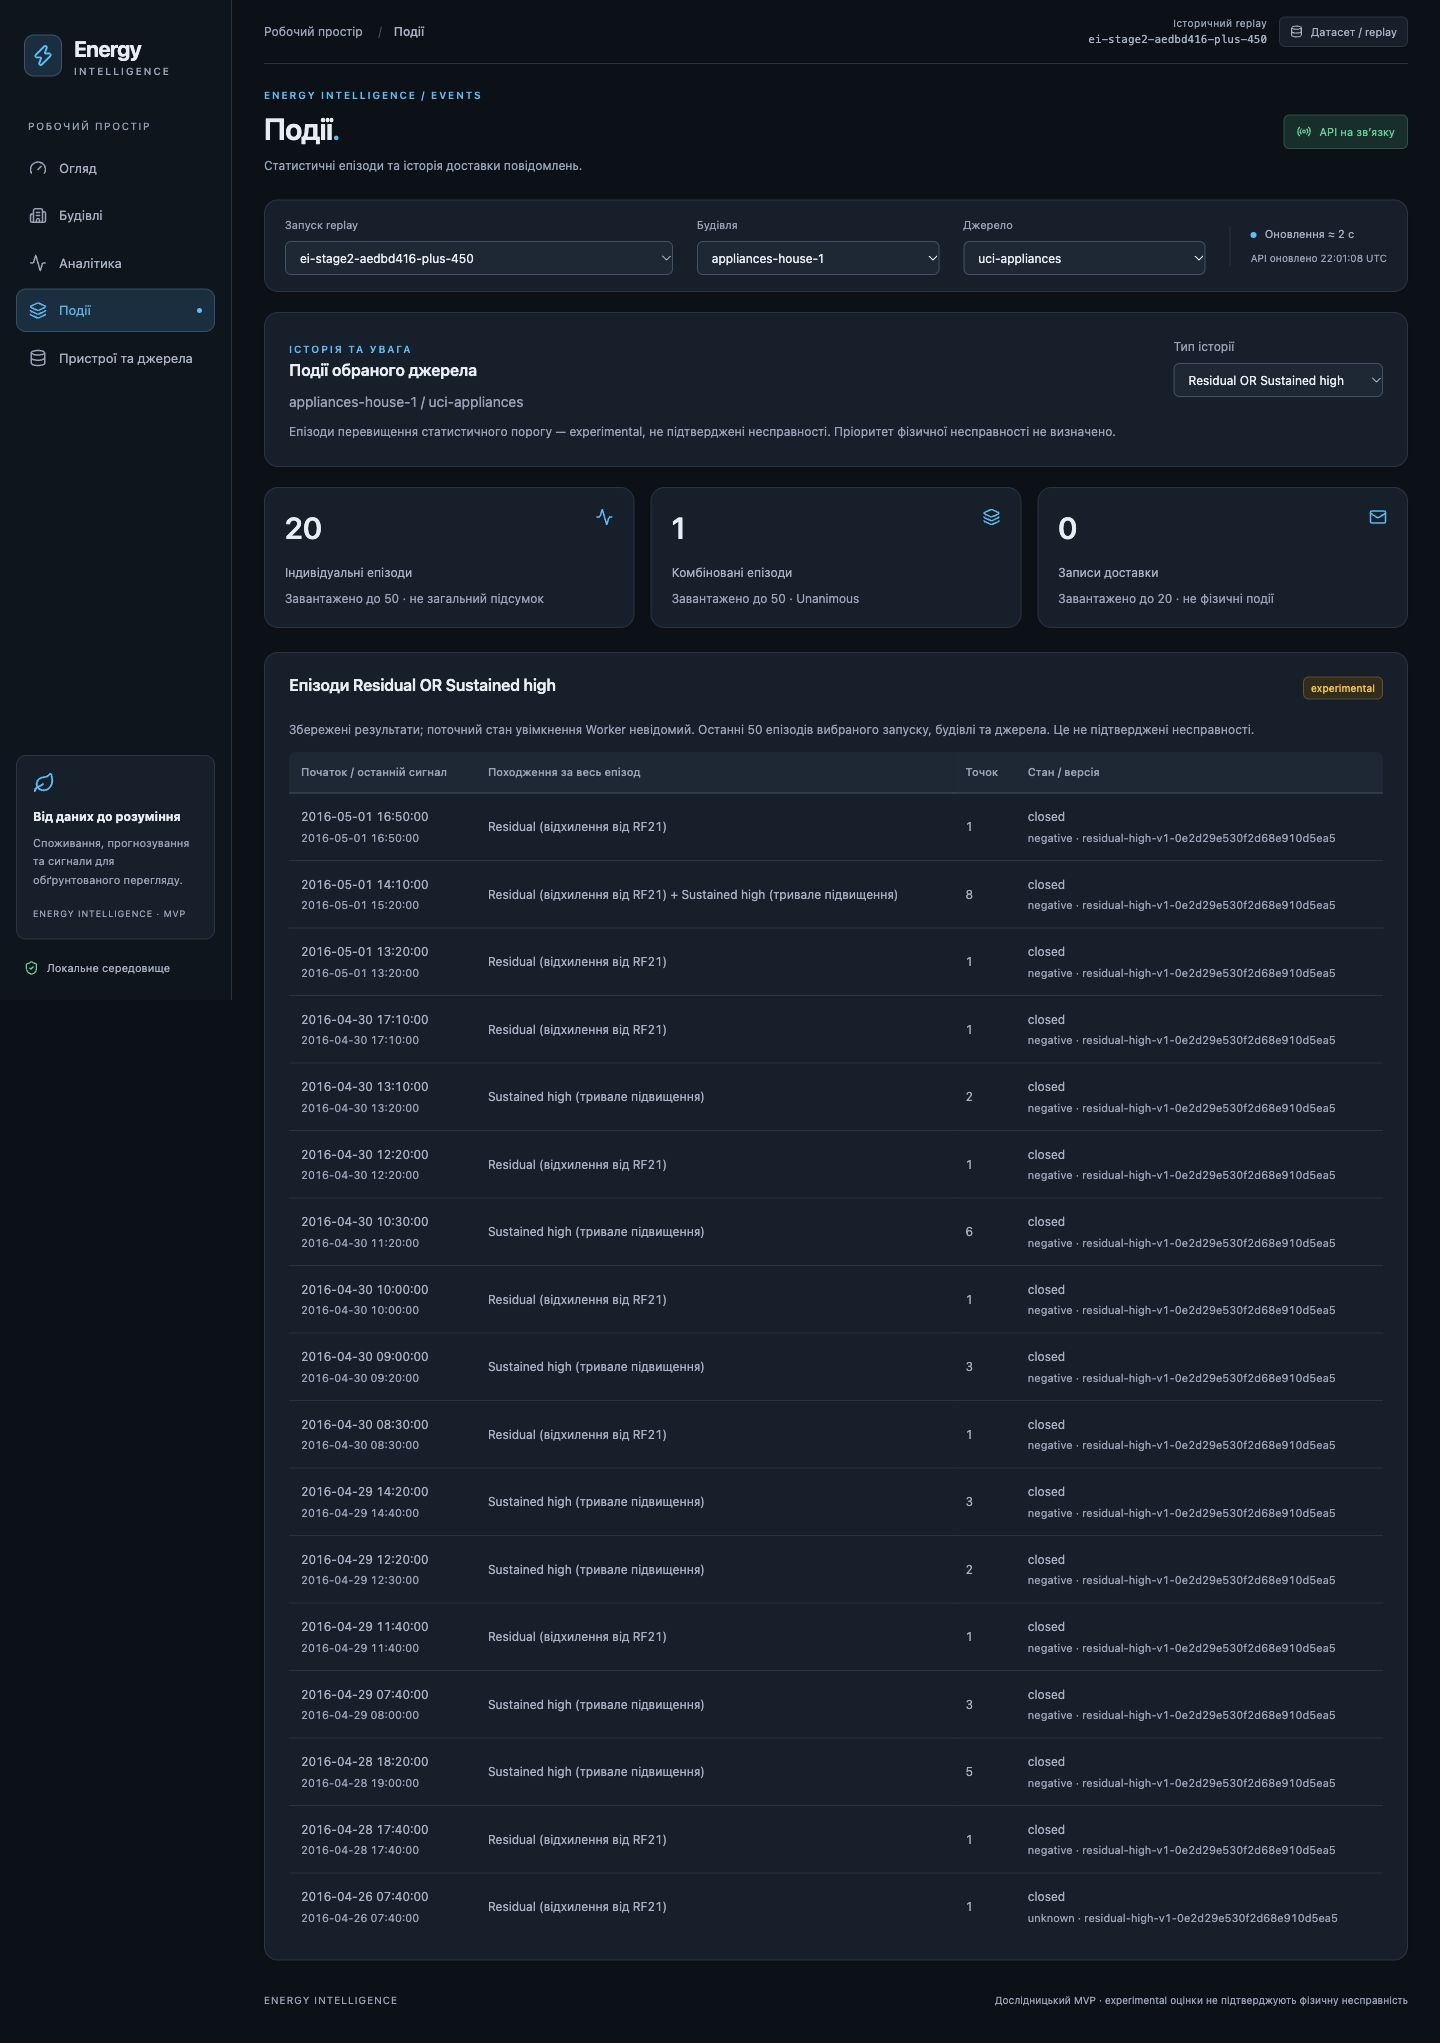 Energy
INTELLIGENCE
РОБОЧИЙ ПРОСТІР
Огляд
Будівлі
Аналітика
Події
Пристрої та джерела
Від даних до розуміння
Споживання, прогнозування
та сигнали для
обґрунтованого перегляду.
ENERGY INTELLIGENCE · MVP
Локальне середовище
Робочий простір / Події
Історичний replay
ei-stage2-aedbd416-plus-450
Датасет / replay
ENERGY INTELLIGENCE / EVENTS
Події.
Статистичні епізоди та історія доставки повідомлень.
API на зв’язку
Запуск replay
ei-stage2-aedbd416-plus-450
Будівля
appliances-house-1
Джерело
uci-appliances
Оновлення ≈ 2 с
API оновлено 22:01:08 UTC
ІСТОРІЯ ТА УВАГА
Події обраного джерела
appliances-house-1 / uci-appliances
Епізоди перевищення статистичного порогу — experimental, не підтверджені несправності. Пріоритет фізичної несправності не визначено.
Тип історії
Residual OR Sustained high
20
Індивідуальні епізоди
Завантажено до 50 · не загальний підсумок
1
Комбіновані епізоди
Завантажено до 50 · Unanimous
0
Записи доставки
Завантажено до 20 · не фізичні події
Епізоди Residual OR Sustained high
experimental
Збережені результати; поточний стан увімкнення Worker невідомий. Останні 50 епізодів вибраного запуску, будівлі та джерела. Це не підтверджені несправності.
Початок / останній сигнал Походження за весь епізод Точок Стан / версія
2016-05-01 16:50:00 closed
Residual (відхилення від RF21) 1
2016-05-01 16:50:00 negative · residual-high-v1-0e2d29e530f2d68e910d5ea5
2016-05-01 14:10:00 closed
Residual (відхилення від RF21) + Sustained high (тривале підвищення) 8
2016-05-01 15:20:00 negative · residual-high-v1-0e2d29e530f2d68e910d5ea5
2016-05-01 13:20:00 closed
Residual (відхилення від RF21) 1
2016-05-01 13:20:00 negative · residual-high-v1-0e2d29e530f2d68e910d5ea5
2016-04-30 17:10:00 closed
Residual (відхилення від RF21) 1
2016-04-30 17:10:00 negative · residual-high-v1-0e2d29e530f2d68e910d5ea5
2016-04-30 13:10:00 closed
Sustained high (тривале підвищення) 2
2016-04-30 13:20:00 negative · residual-high-v1-0e2d29e530f2d68e910d5ea5
2016-04-30 12:20:00 closed
Residual (відхилення від RF21) 1
2016-04-30 12:20:00 negative · residual-high-v1-0e2d29e530f2d68e910d5ea5
2016-04-30 10:30:00 closed
Sustained high (тривале підвищення) 6
2016-04-30 11:20:00 negative · residual-high-v1-0e2d29e530f2d68e910d5ea5
2016-04-30 10:00:00 closed
Residual (відхилення від RF21) 1
2016-04-30 10:00:00 negative · residual-high-v1-0e2d29e530f2d68e910d5ea5
2016-04-30 09:00:00 closed
Sustained high (тривале підвищення) 3
2016-04-30 09:20:00 negative · residual-high-v1-0e2d29e530f2d68e910d5ea5
2016-04-30 08:30:00 closed
Residual (відхилення від RF21) 1
2016-04-30 08:30:00 negative · residual-high-v1-0e2d29e530f2d68e910d5ea5
2016-04-29 14:20:00 closed
Sustained high (тривале підвищення) 3
2016-04-29 14:40:00 negative · residual-high-v1-0e2d29e530f2d68e910d5ea5
2016-04-29 12:20:00 closed
Sustained high (тривале підвищення) 2
2016-04-29 12:30:00 negative · residual-high-v1-0e2d29e530f2d68e910d5ea5
2016-04-29 11:40:00 closed
Residual (відхилення від RF21) 1
2016-04-29 11:40:00 negative · residual-high-v1-0e2d29e530f2d68e910d5ea5
2016-04-29 07:40:00 closed
Sustained high (тривале підвищення) 3
2016-04-29 08:00:00 negative · residual-high-v1-0e2d29e530f2d68e910d5ea5
2016-04-28 18:20:00 closed
Sustained high (тривале підвищення) 5
2016-04-28 19:00:00 negative · residual-high-v1-0e2d29e530f2d68e910d5ea5
2016-04-28 17:40:00 closed
Residual (відхилення від RF21) 1
2016-04-28 17:40:00 negative · residual-high-v1-0e2d29e530f2d68e910d5ea5
2016-04-26 07:40:00 closed
Residual (відхилення від RF21) 1
2016-04-26 07:40:00 unknown · residual-high-v1-0e2d29e530f2d68e910d5ea5
ENERGY INTELLIGENCE
Дослідницький MVP · experimental оцінки не підтверджують фізичну несправність